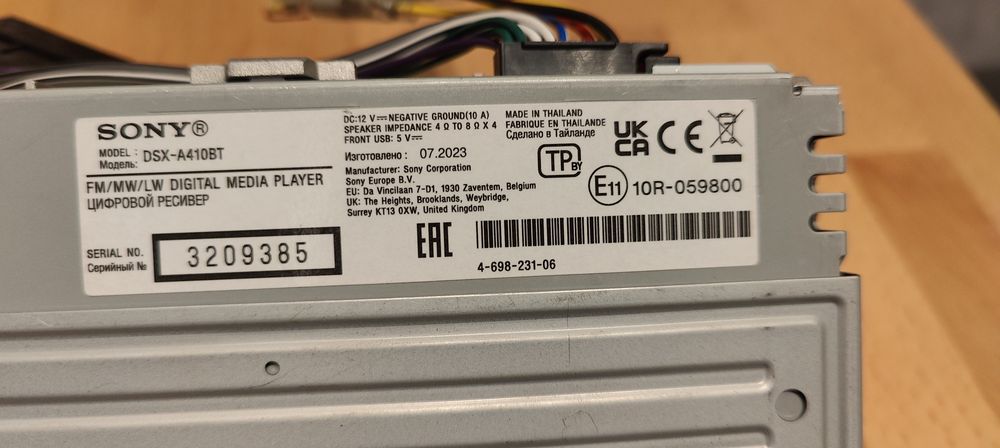 SONY®
MODEL : DSX-A410BT
Модель:
FM/MW/LW DIGITAL MEDIA PLAYER
ЦИФРОВОЙ РЕСИВЕР
SERIAL NO.
Серийный №
3209385
DC:12 V⎓NEGATIVE GROUND(10 A)
SPEAKER IMPEDANCE 4 Ω TO 8 Ω X 4
FRONT USB: 5 V⎓
Изготовлено : 07.2023
Manufacturer: Sony Corporation
Sony Europe B.V.
EU: Da Vincilaan 7-D1, 1930 Zaventem, Belgium
UK: The Heights, Brooklands, Weybridge,
Surrey KT13 0XW, United Kingdom
MADE IN THAILAND
FABRIQUE EN THAILANDE
Сделано в Таиланде
TP BY
UK
CA
CE
E11 10R-059800
EAC
4-698-231-06